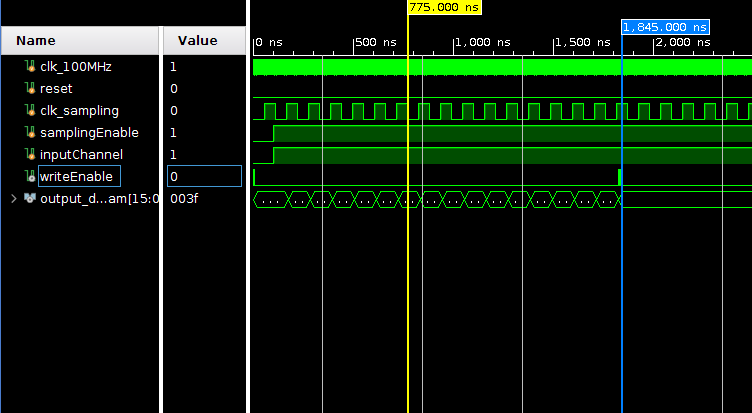 775.000 ns
1,845.000 ns
Name Value
0 ns 500 ns 1,000 ns 1,500 ns 2,000 ns
clk_100MHz 1
reset 0
clk_sampling 0
samplingEnable 1
inputChannel 1
writeEnable 0
output_d...am[15:0 003f